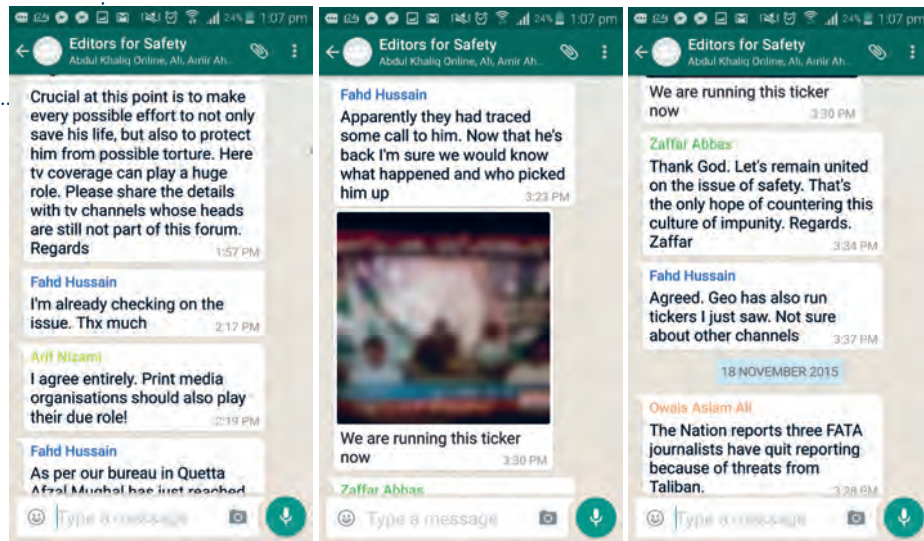 24% 1:07 pm
Editors for Safety
Abdul Khaliq Online, Ali, Amir Ah...
Crucial at this point is to make
every possible effort to not only
save his life, but also to protect
him from possible torture. Here
tv coverage can play a huge
role. Please share the details
with tv channels whose heads
are still not part of this forum.
Regards
1:57 PM
Fahd Hussain
I'm already checking on the
issue. Thx much
2:17 PM
Arif Nizami
I agree entirely. Print media
organisations should also play
their due role!
2:19 PM
Fahd Hussain
As per our bureau in Quetta
Afzal Mughal has just reached
Type a message
24% 1:07 pm
Editors for Safety
Abdul Khaliq Online, Ali, Amir Ah...
Fahd Hussain
Apparently they had traced
some call to him. Now that he's
back I'm sure we would know
what happened and who picked
him up
3:23 PM
We are running this ticker
now
3:30 PM
Zaffar Abbas
Type a message
24% 1:07 pm
Editors for Safety
Abdul Khaliq Online, Ali, Amir Ah...
We are running this ticker
now
3:30 PM
Zaffar Abbas
Thank God. Let's remain united
on the issue of safety. That's
the only hope of countering this
culture of impunity. Regards.
Zaffar
3:34 PM
Fahd Hussain
Agreed. Geo has also run
tickers I just saw. Not sure
about other channels
3:37 PM
18 NOVEMBER 2015
Owais Aslam Ali
The Nation reports three FATA
journalists have quit reporting
because of threats from
Taliban.
3:28 PM
Type a message